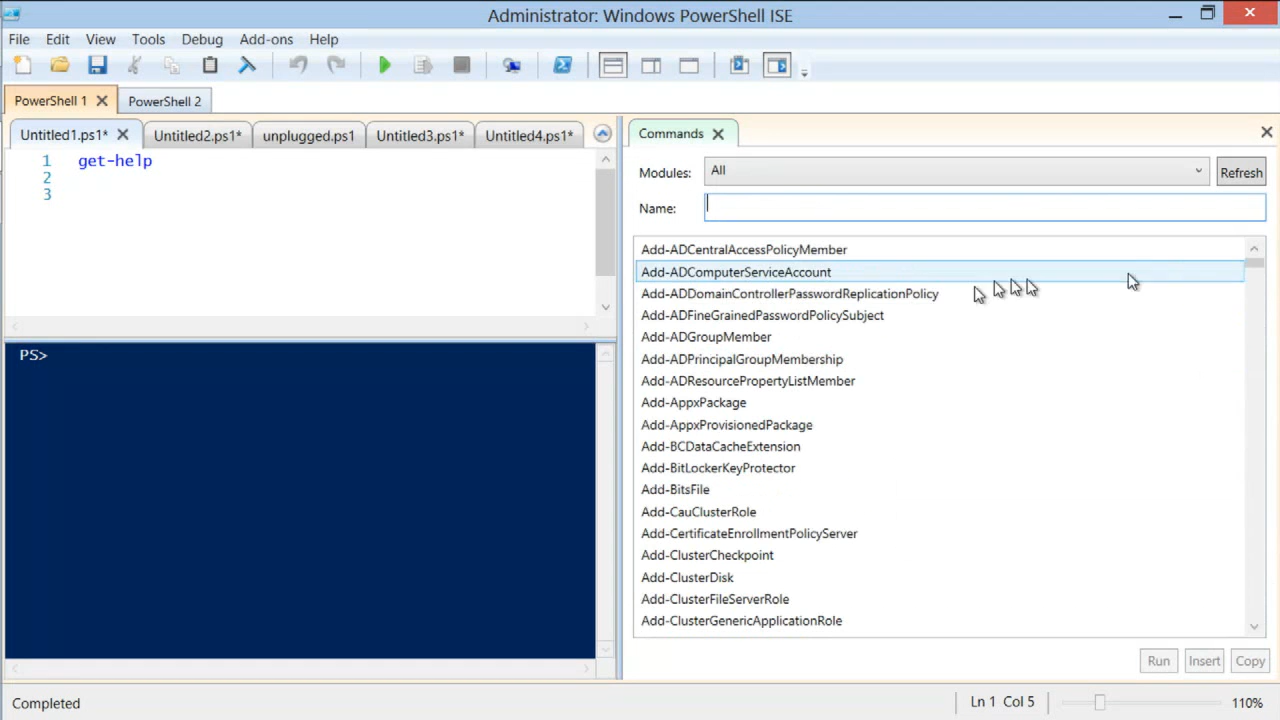 Administrator: Windows PowerShell ISE
File Edit View Tools Debug Add-ons Help
PowerShell 1 PowerShell 2
Untitled1.ps1* Untitled2.ps1* unplugged.ps1 Untitled3.ps1* Untitled4.ps1*
1 get-help
2
3
PS>
Commands
Modules: All Refresh
Name:
Add-ADCentralAccessPolicyMember
Add-ADComputerServiceAccount
Add-ADDomainControllerPasswordReplicationPolicy
Add-ADFineGrainedPasswordPolicySubject
Add-ADGroupMember
Add-ADPrincipalGroupMembership
Add-ADResourcePropertyListMember
Add-AppxPackage
Add-AppxProvisionedPackage
Add-BCDataCacheExtension
Add-BitLockerKeyProtector
Add-BitsFile
Add-CauClusterRole
Add-CertificateEnrollmentPolicyServer
Add-ClusterCheckpoint
Add-ClusterDisk
Add-ClusterFileServerRole
Add-ClusterGenericApplicationRole
Run Insert Copy
Completed Ln 1 Col 5 110%